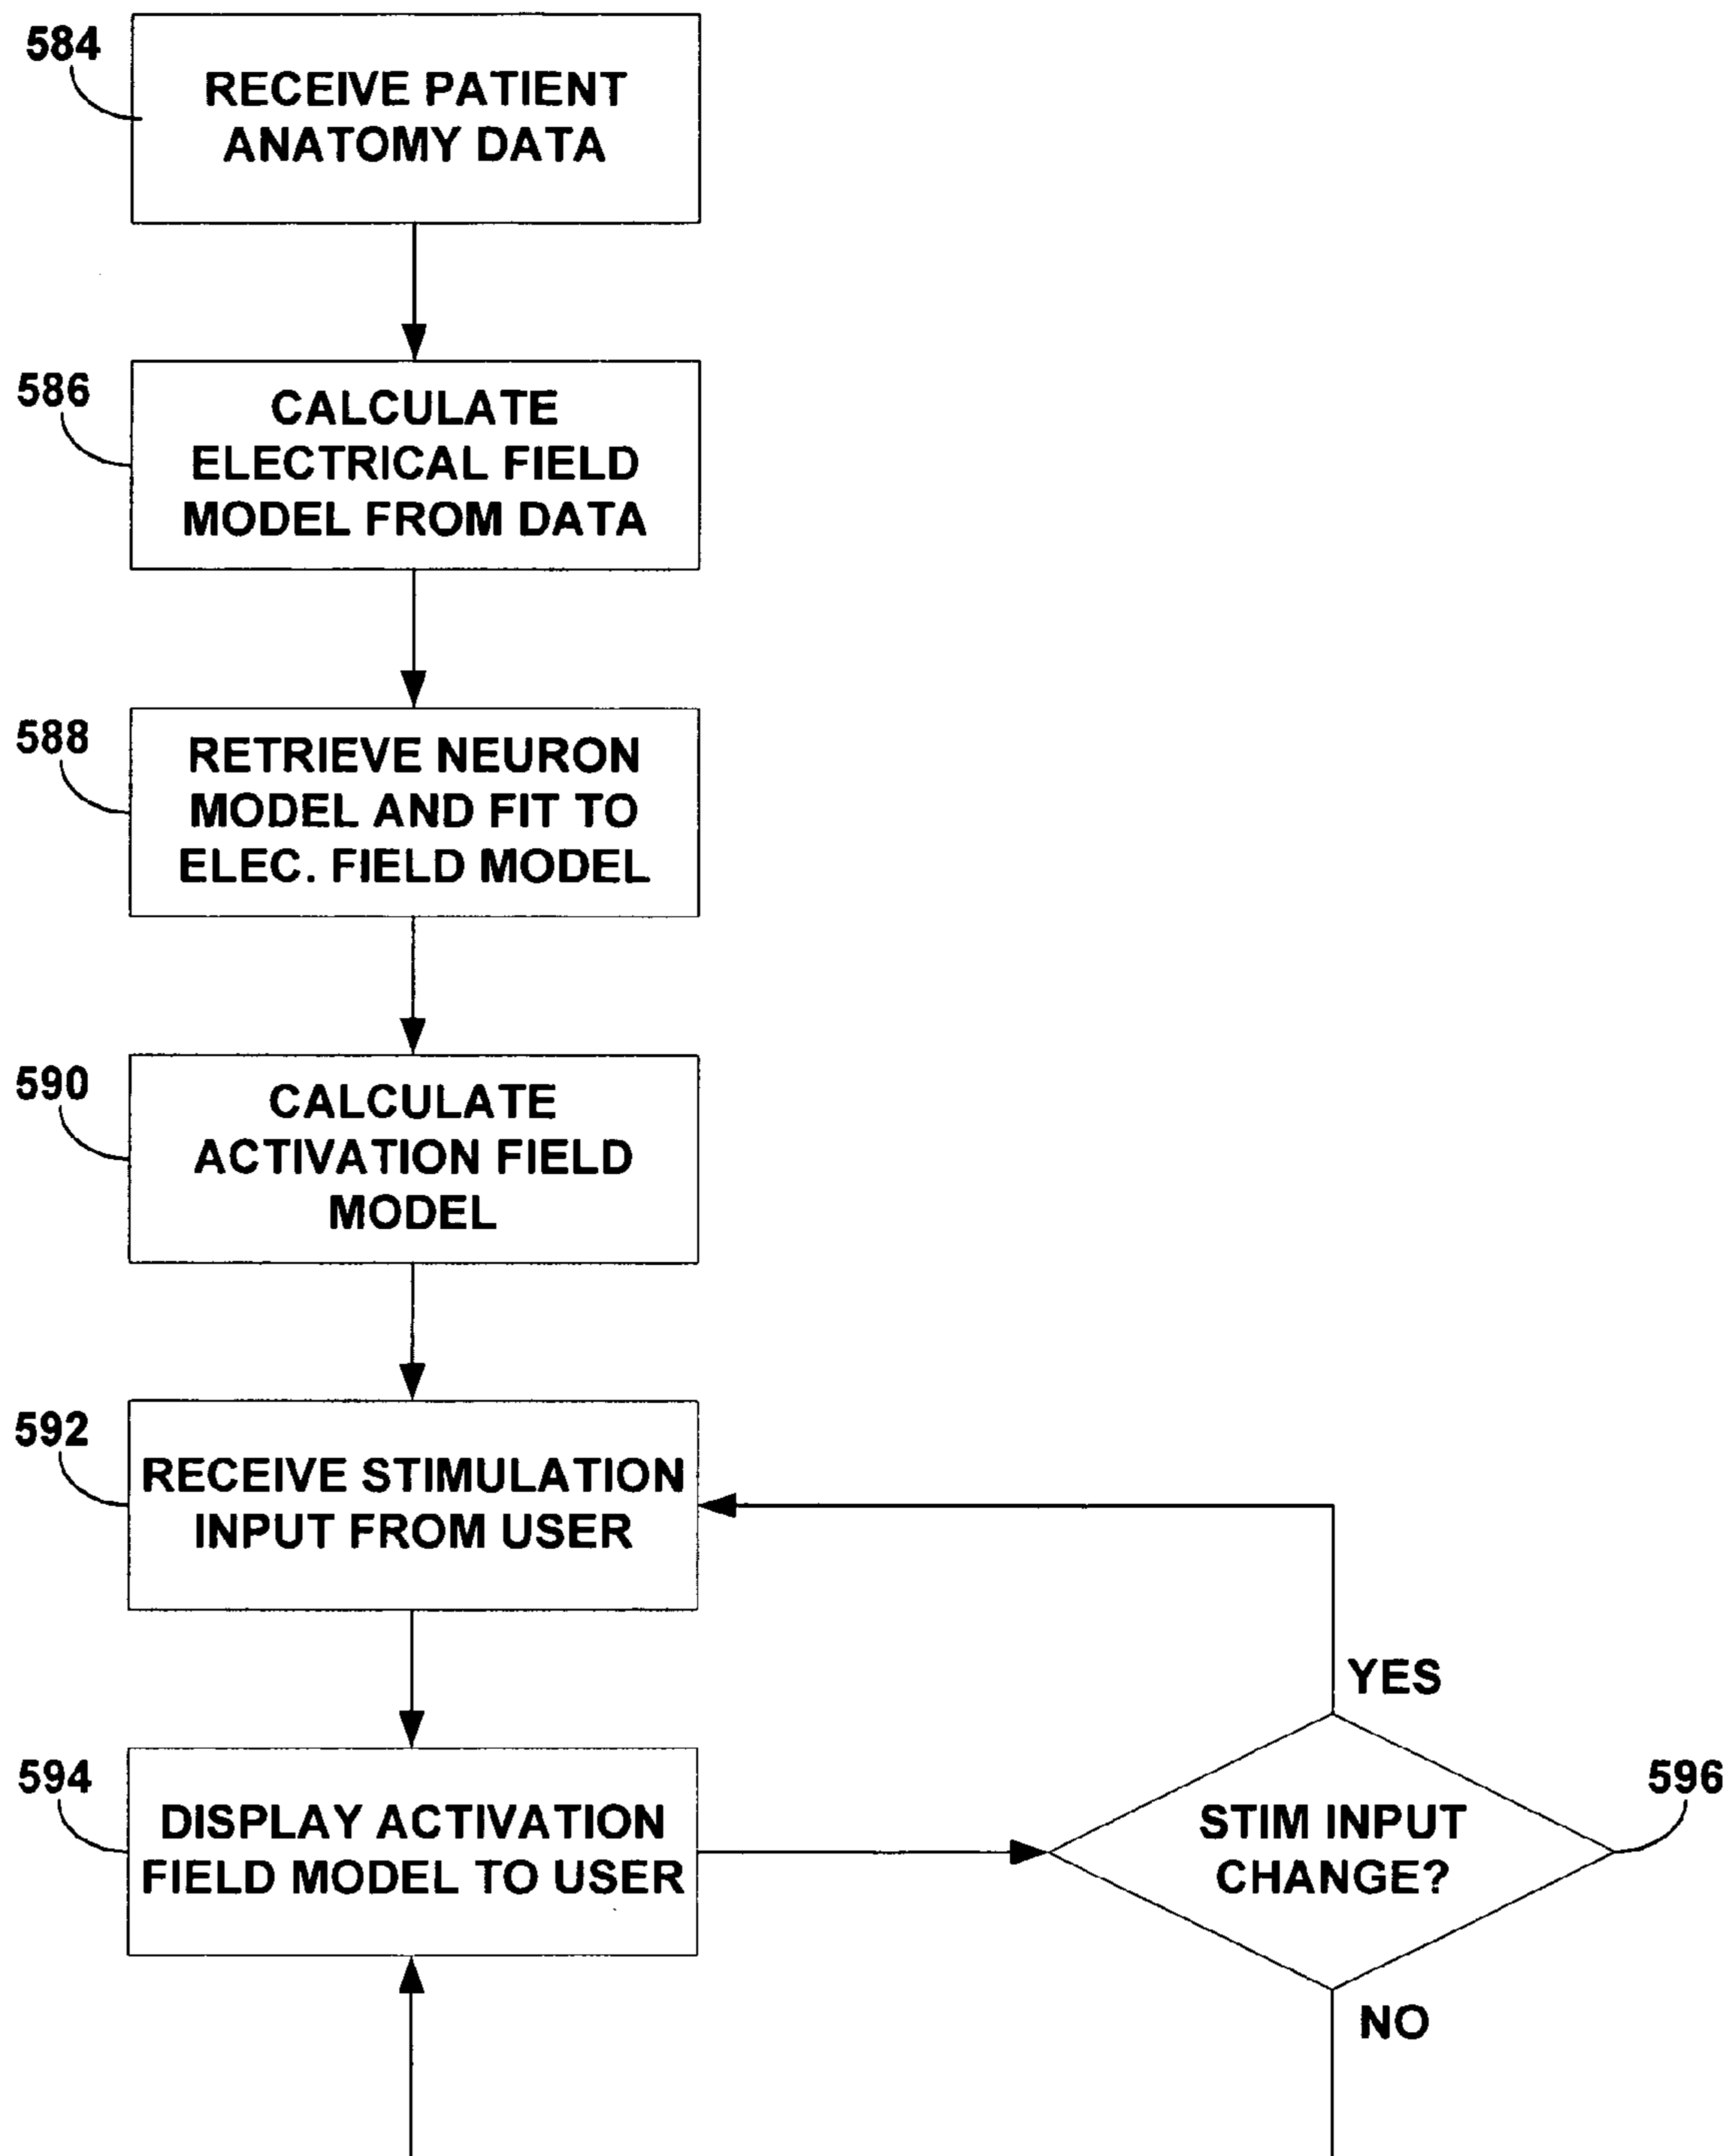 584
RECEIVE PATIENT
ANATOMY DATA
586
CALCULATE
ELECTRICAL FIELD
MODEL FROM DATA
588
RETRIEVE NEURON
MODEL AND FIT TO
ELEC. FIELD MODEL
590
CALCULATE
ACTIVATION FIELD
MODEL
592
RECEIVE STIMULATION
INPUT FROM USER
YES
594
DISPLAY ACTIVATION
FIELD MODEL TO USER
STIM INPUT
CHANGE?
596
NO